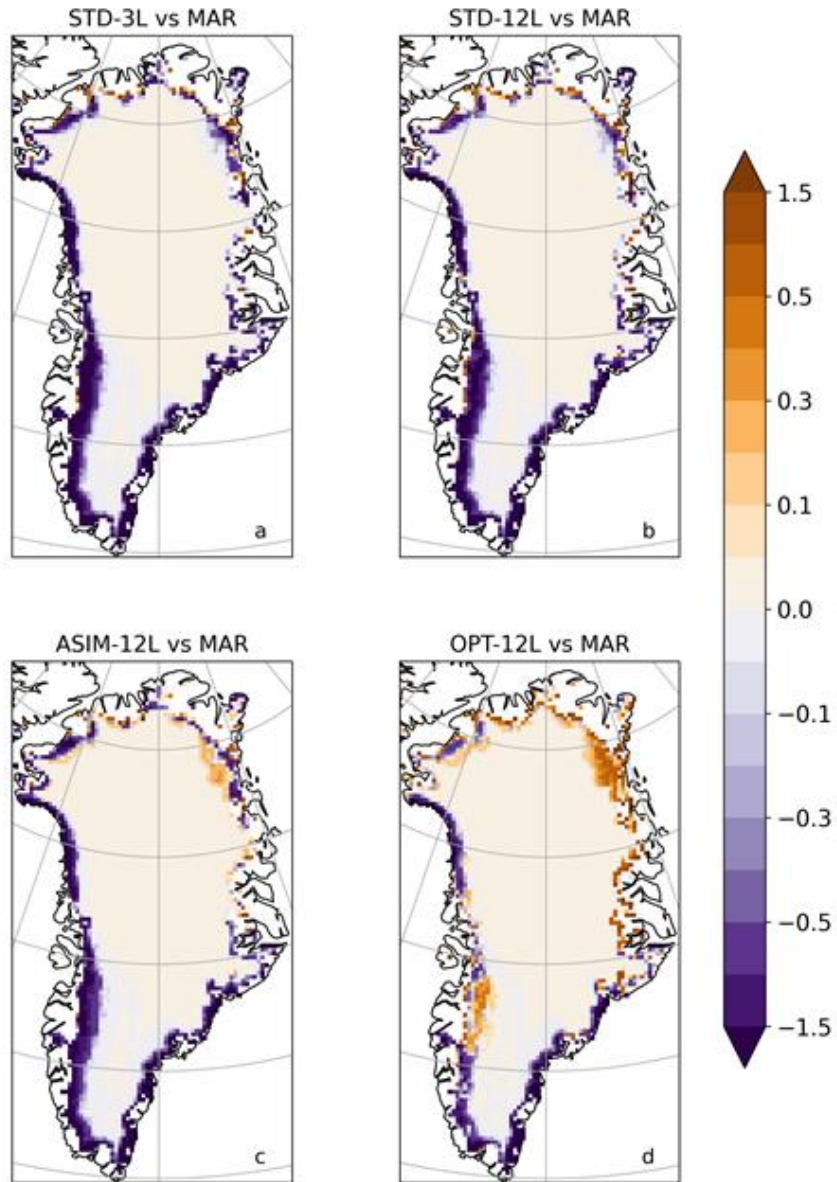 STD-3L vs MAR
STD-12L vs MAR
a
b
1.5
0.5
0.3
0.1
0.0
−0.1
−0.3
−0.5
−1.5
ASIM-12L vs MAR
OPT-12L vs MAR
c
d